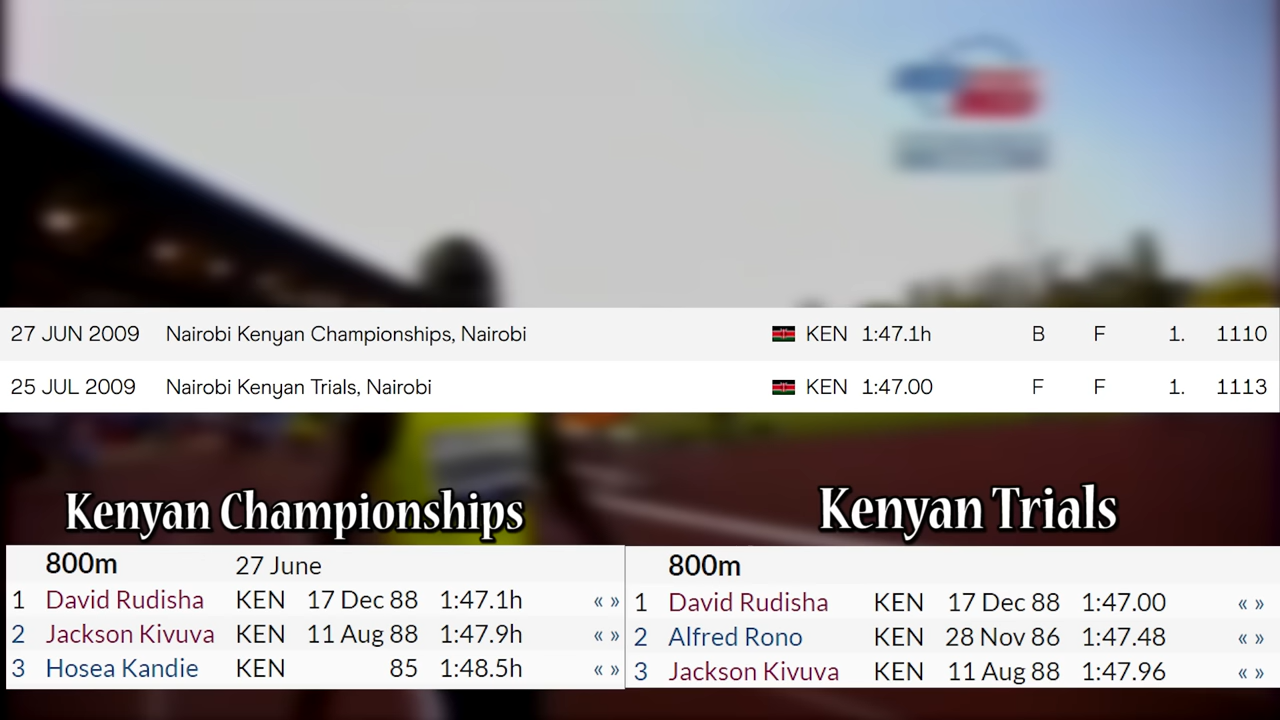 27 JUN 2009 Nairobi Kenyan Championships, Nairobi KEN 1:47.1h B F 1. 1110
25 JUL 2009 Nairobi Kenyan Trials, Nairobi KEN 1:47.00 F F 1. 1113
Kenyan Championships
800m 27 June
1 David Rudisha KEN 17 Dec 88 1:47.1h « »
2 Jackson Kivuva KEN 11 Aug 88 1:47.9h « »
3 Hosea Kandie KEN 85 1:48.5h « »
Kenyan Trials
800m
1 David Rudisha KEN 17 Dec 88 1:47.00 « »
2 Alfred Rono KEN 28 Nov 86 1:47.48 « »
3 Jackson Kivuva KEN 11 Aug 88 1:47.96 « »